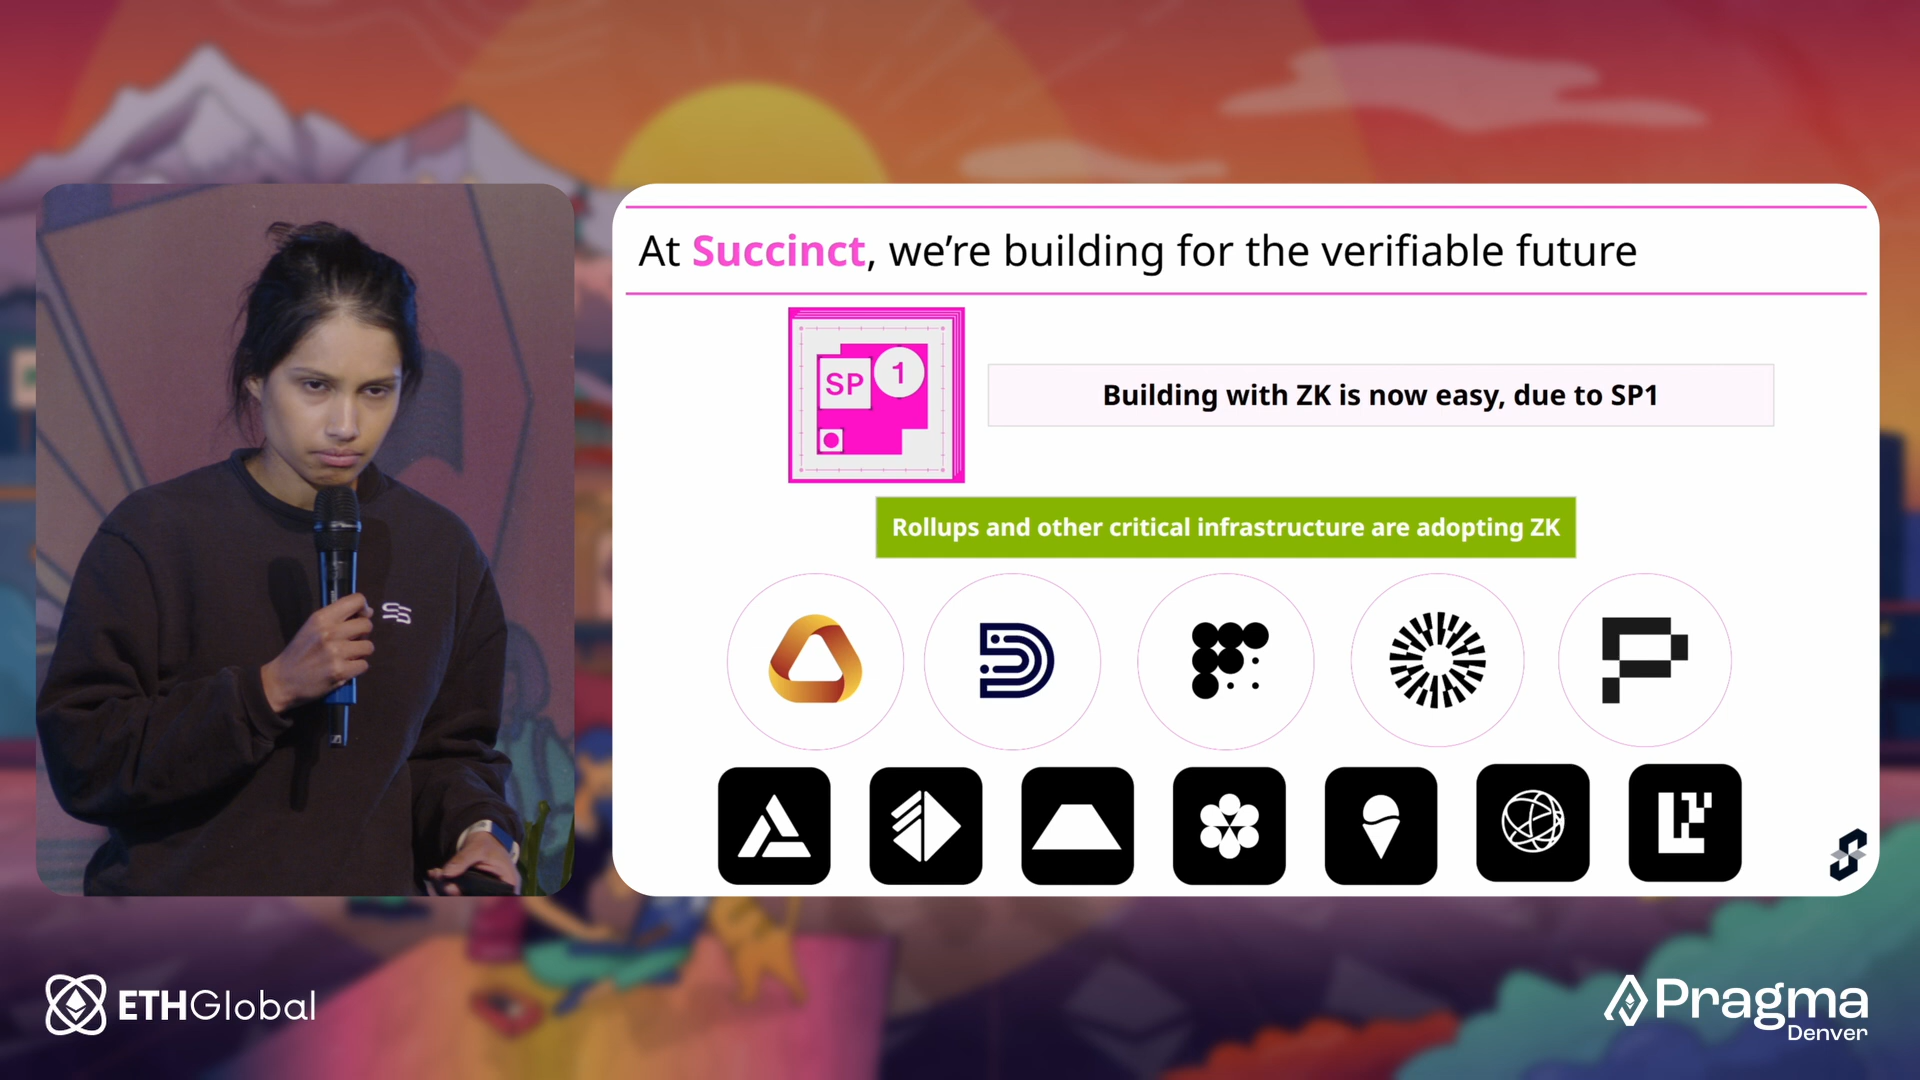 At Succinct, we’re building for the verifiable future
SP 1
Building with ZK is now easy, due to SP1
Rollups and other critical infrastructure are adopting ZK
ETHGlobal
Pragma
Denver